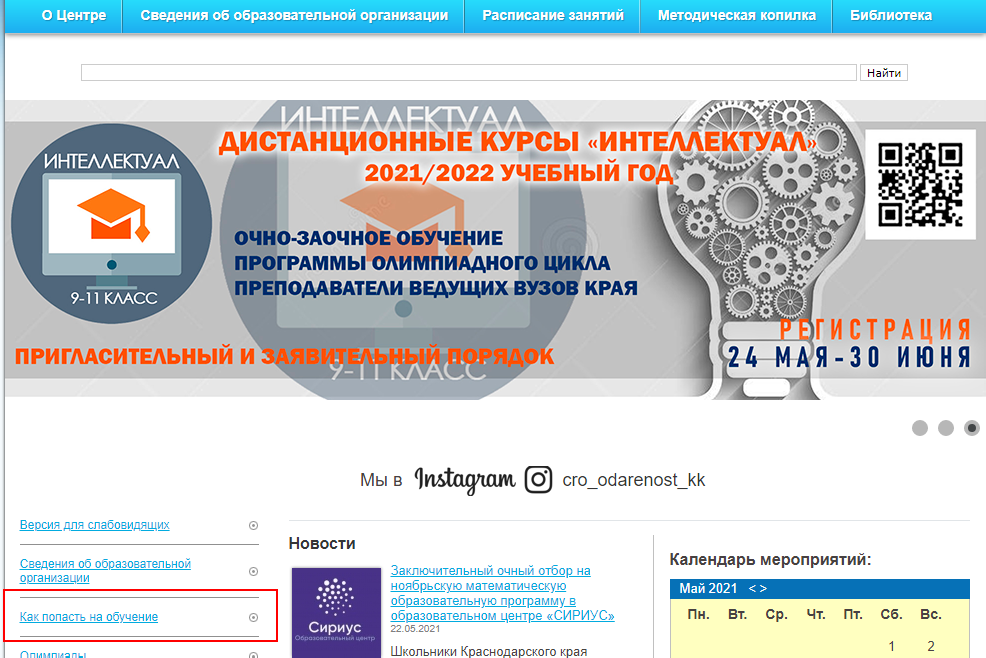 О Центре
Сведения об образовательной организации
Расписание занятий
Методическая копилка
Библиотека
Найти
ИНТЕЛЛЕКТУАЛ
ДИСТАНЦИОННЫЕ КУРСЫ «ИНТЕЛЛЕКТУАЛ»
2021/2022 УЧЕБНЫЙ ГОД
ИНТЕЛЛЕКТУАЛ
ОЧНО-ЗАОЧНОЕ ОБУЧЕНИЕ
ПРОГРАММЫ ОЛИМПИАДНОГО ЦИКЛА
ПРЕПОДАВАТЕЛИ ВЕДУЩИХ ВУЗОВ КРАЯ
9-11 КЛАСС
РЕГИСТРАЦИЯ
24 МАЯ-30 ИЮНЯ
ПРИГЛАСИТЕЛЬНЫЙ И ЗАЯВИТЕЛЬНЫЙ ПОРЯДОК
9-11 КЛАСС
Мы в Instagram cro_odarenost_kk
Версия для слабовидящих
Сведения об образовательной
организации
Как попасть на обучение
Олимпиады
Новости
Сириус
Образовательный центр
Заключительный очный отбор на
ноябрьскую математическую
образовательную программу в
образовательном центре «СИРИУС»
22.05.2021
Школьники Краснодарского края
Календарь мероприятий:
Май 2021 < >
Пн. Вт. Ср. Чт. Пт. Сб. Вс.
1 2